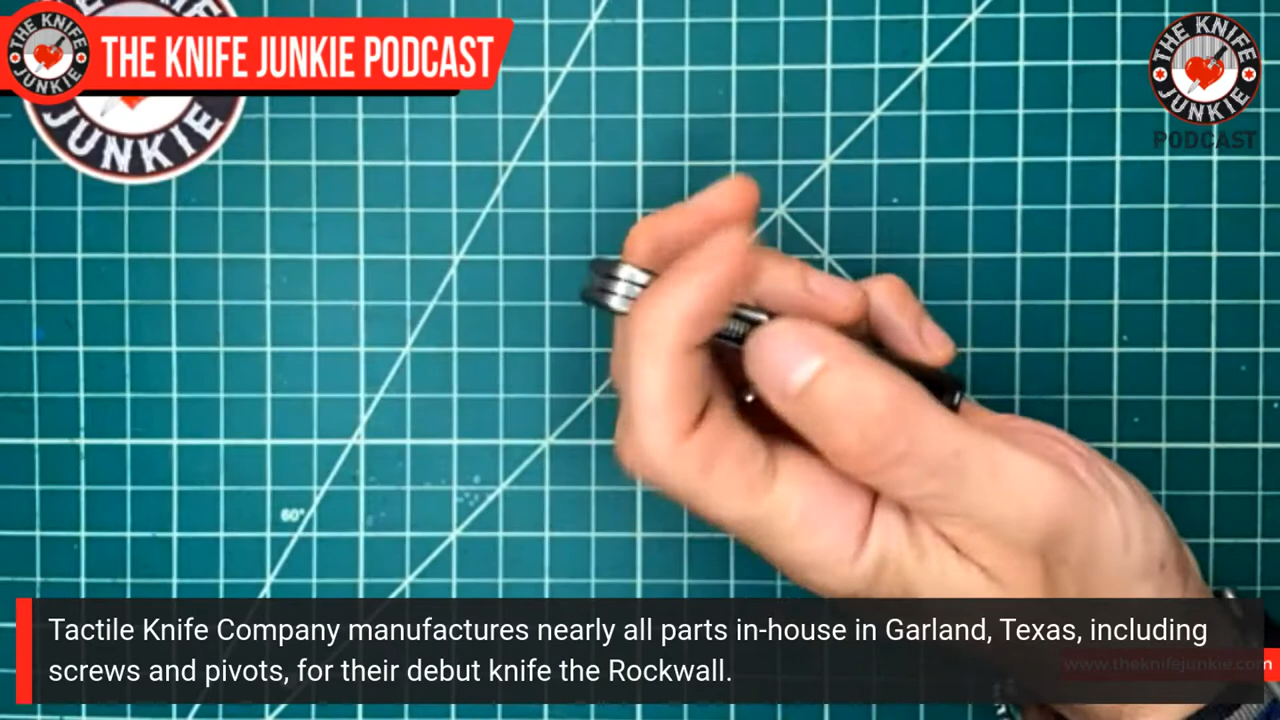 THE KNIFE JUNKIE
THE KNIFE JUNKIE PODCAST
JUNKIE
THE KNIFE JUNKIE
PODCAST
60°
Tactile Knife Company manufactures nearly all parts in-house in Garland, Texas, including
screws and pivots, for their debut knife the Rockwall.
www.theknifejunkie.com